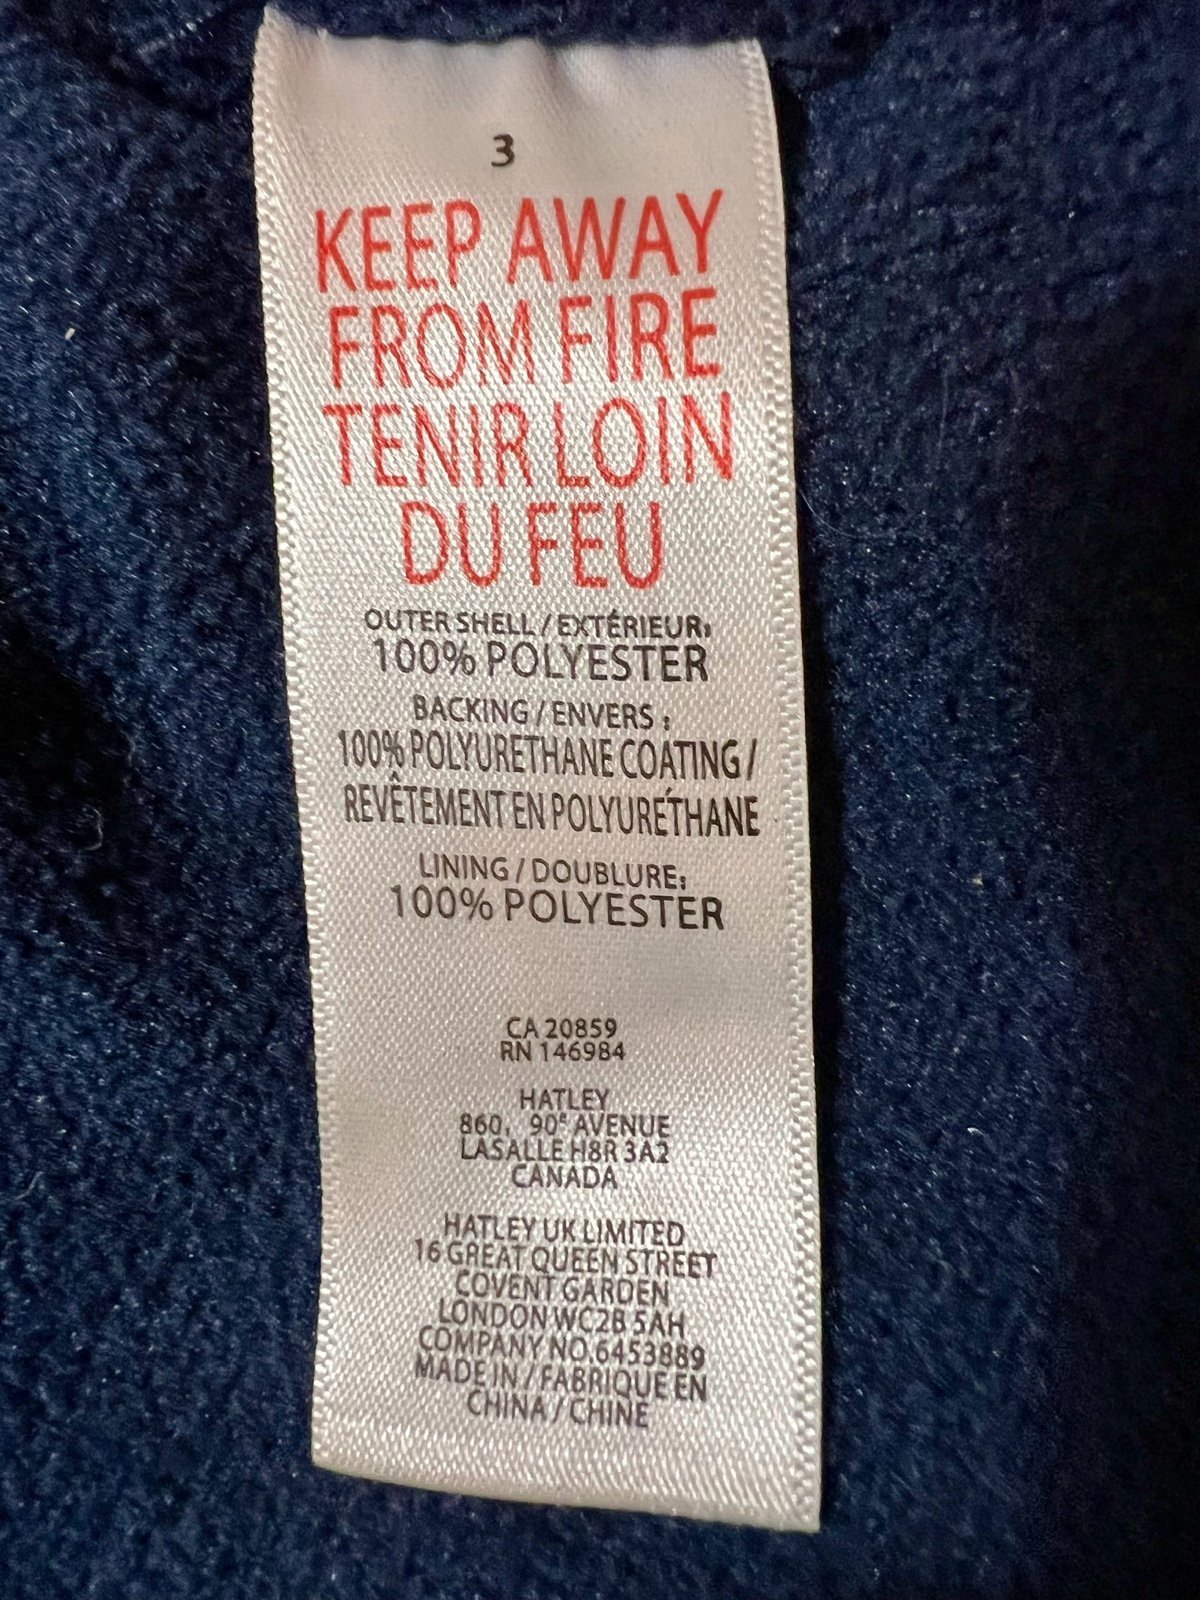 3
KEEP AWAY
FROM FIRE
TENIR LOIN
DU FEU
OUTER SHELL / EXTÉRIEUR:
100% POLYESTER
BACKING / ENVERS :
100% POLYURETHANE COATING /
REVÊTEMENT EN POLYURÉTHANE
LINING / DOUBLURE:
100% POLYESTER
CA 20859
RN 146984
HATLEY
860, 90ᴱ AVENUE
LASALLE H8R 3A2
CANADA
HATLEY UK LIMITED
16 GREAT QUEEN STREET
COVENT GARDEN
LONDON WC2B 5AH
COMPANY NO.6453889
MADE IN / FABRIQUE EN
CHINA / CHINE